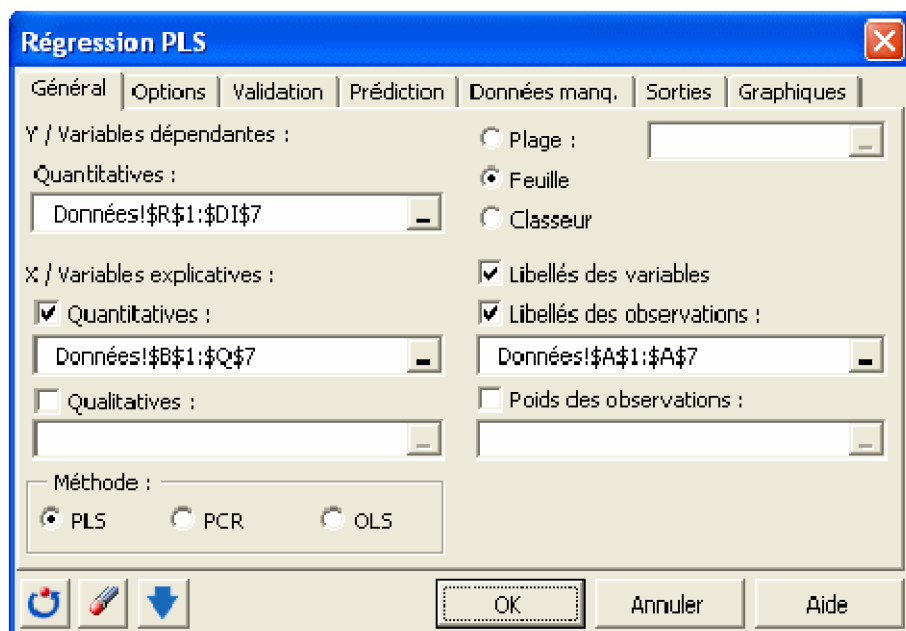 Régression PLS
Général Options Validation Prédiction Données manq. Sorties Graphiques
Y / Variables dépendantes :
Quantitatives :
Données!$R$1:$DI$7
X / Variables explicatives :
Quantitatives :
Données!$B$1:$Q$7
Qualitatives :
Méthode :
PLS PCR OLS
Plage :
Feuille
Classeur
Libellés des variables
Libellés des observations :
Données!$A$1:$A$7
Poids des observations :
OK Annuler Aide